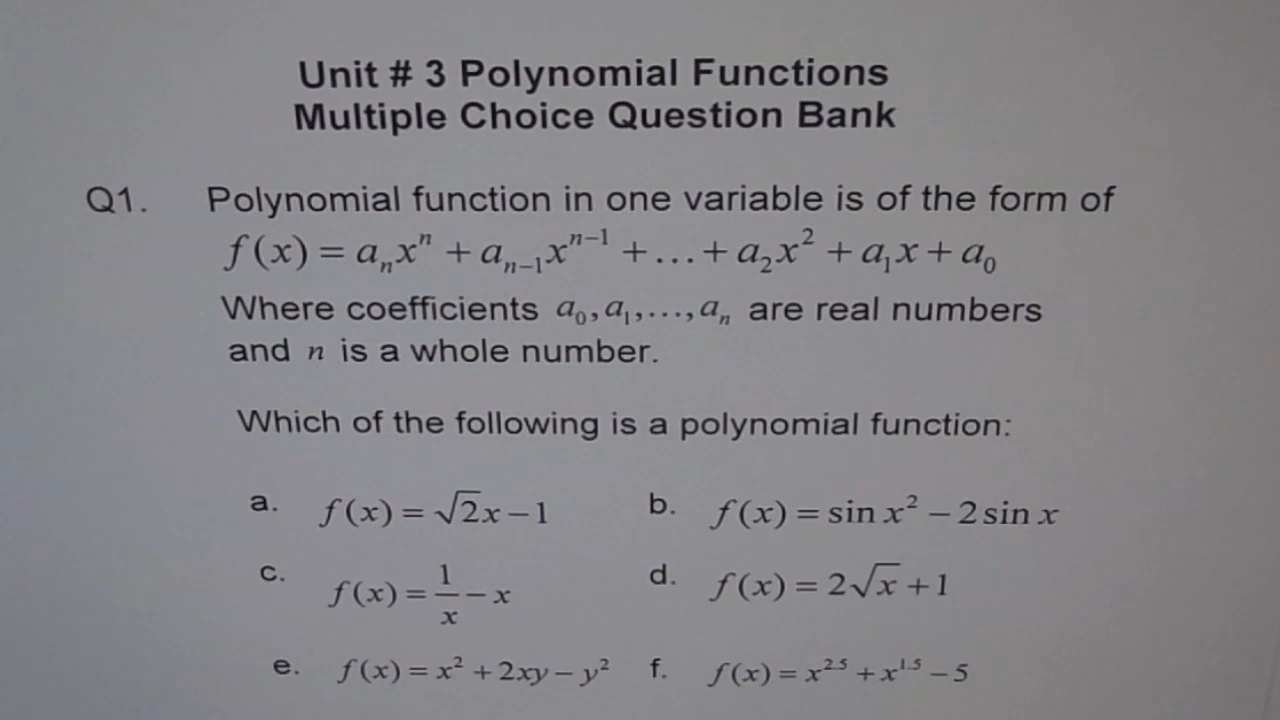 Unit # 3 Polynomial Functions
Multiple Choice Question Bank
Q1. Polynomial function in one variable is of the form of
f(x) = aₙxⁿ + aₙ₋₁xⁿ⁻¹ + ... + a₂x² + a₁x + a₀
Where coefficients a₀, a₁, ..., aₙ are real numbers
and n is a whole number.
Which of the following is a polynomial function:
a. f(x) = √2x − 1 b. f(x) = sin x² − 2 sin x
c. f(x) = 1/x − x d. f(x) = 2√x + 1
e. f(x) = x² + 2xy − y² f. f(x) = x^2.5 + x^1.5 − 5